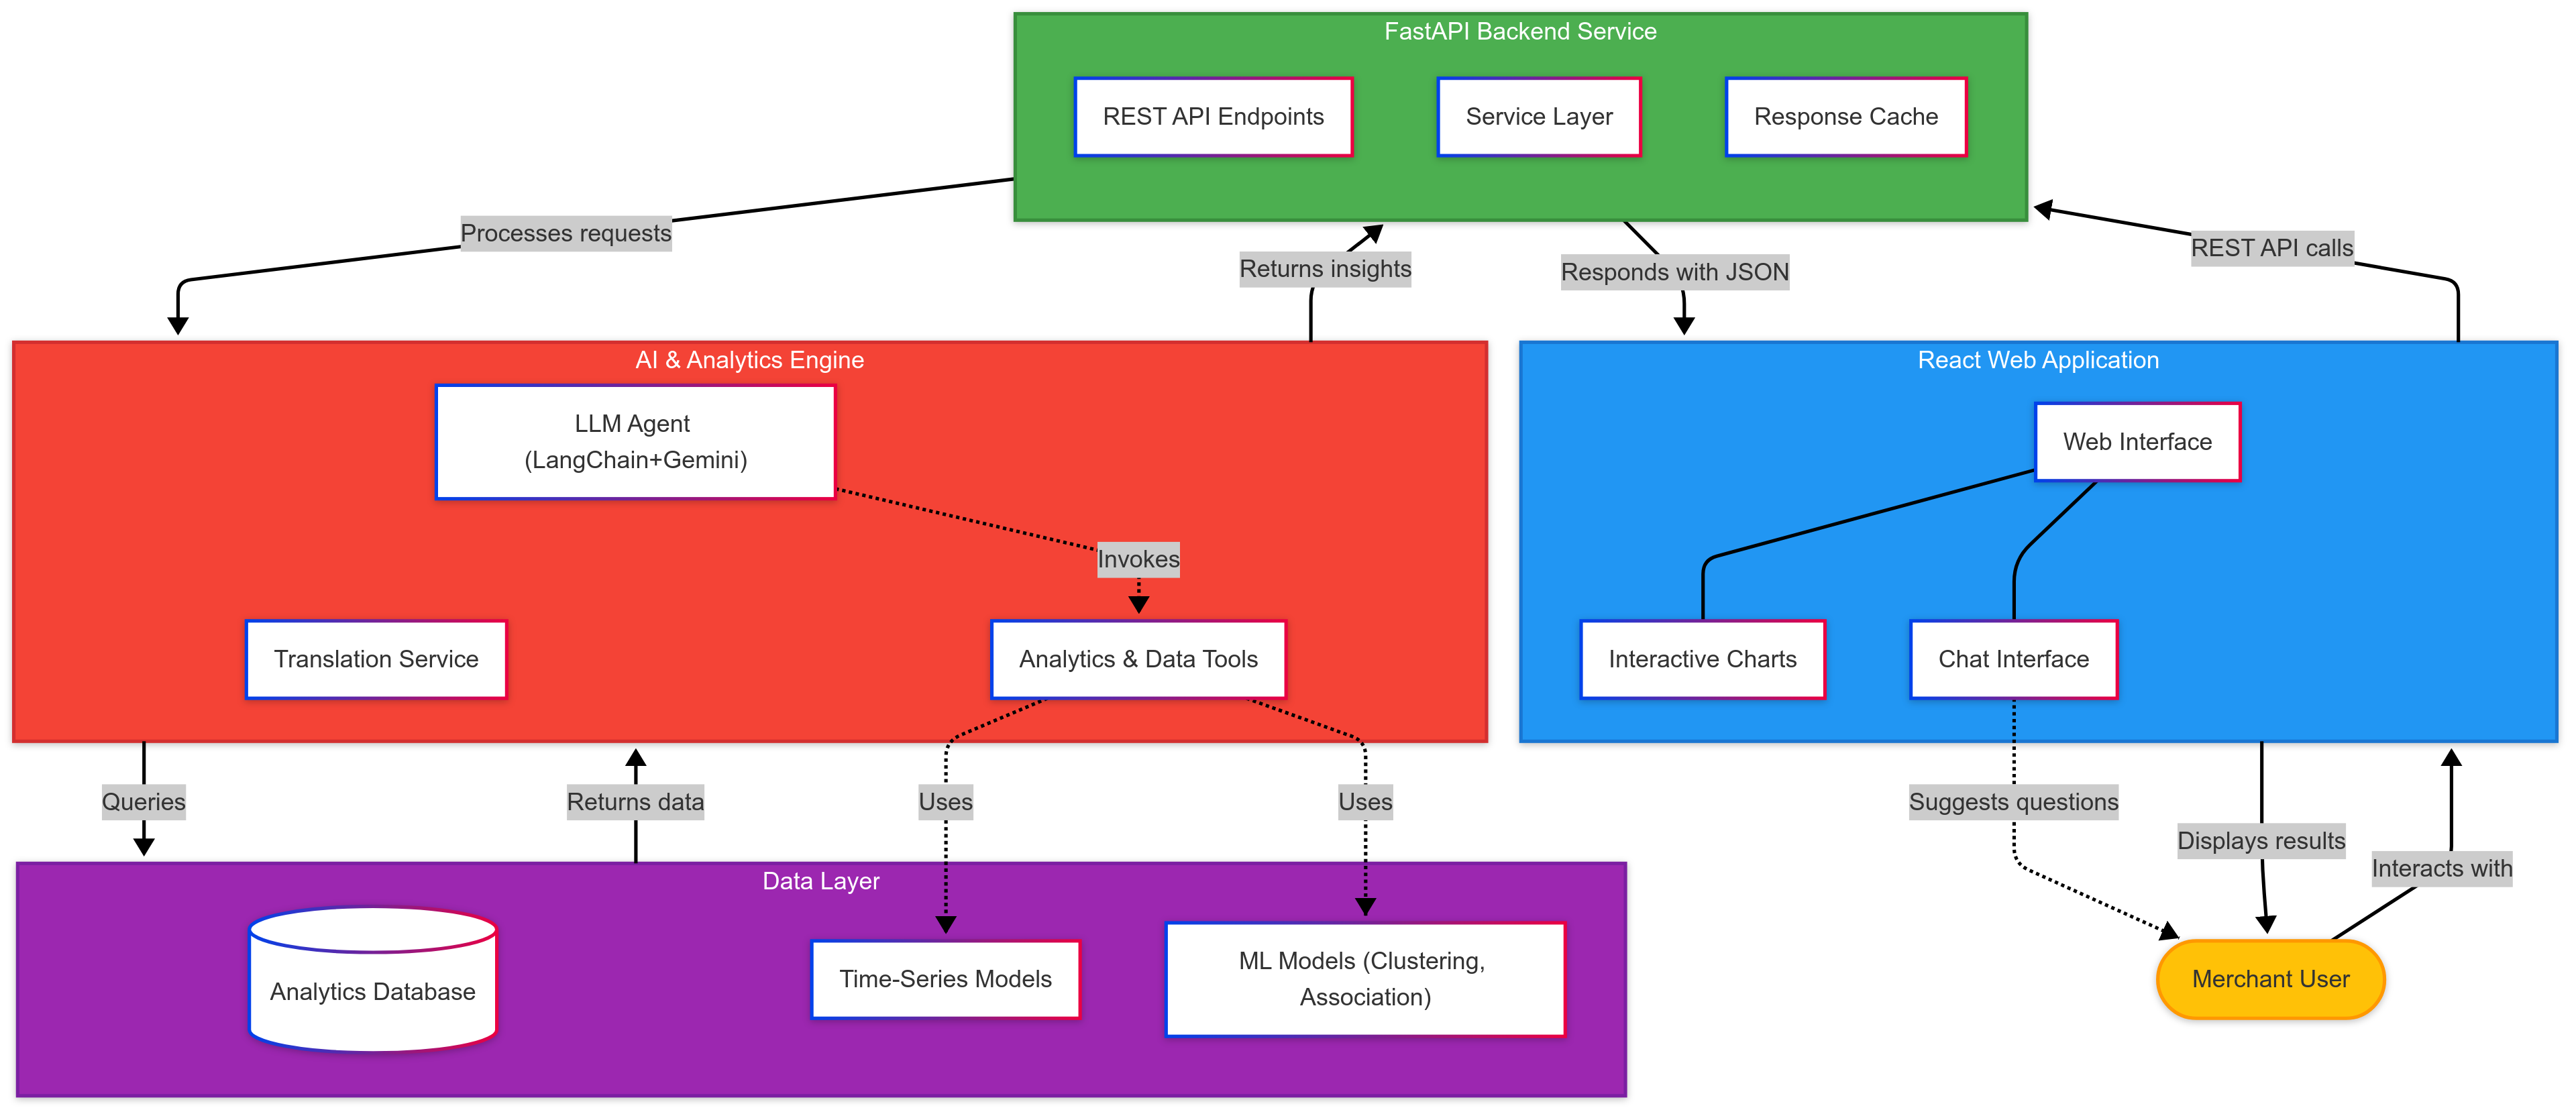 FastAPI Backend Service
REST API Endpoints
Service Layer
Response Cache
Processes requests
Returns insights
Responds with JSON
REST API calls
AI & Analytics Engine
LLM Agent
(LangChain+Gemini)
Invokes
Translation Service
Analytics & Data Tools
React Web Application
Web Interface
Interactive Charts
Chat Interface
Queries
Returns data
Uses
Uses
Suggests questions
Displays results
Interacts with
Data Layer
Analytics Database
Time-Series Models
ML Models (Clustering,
Association)
Merchant User